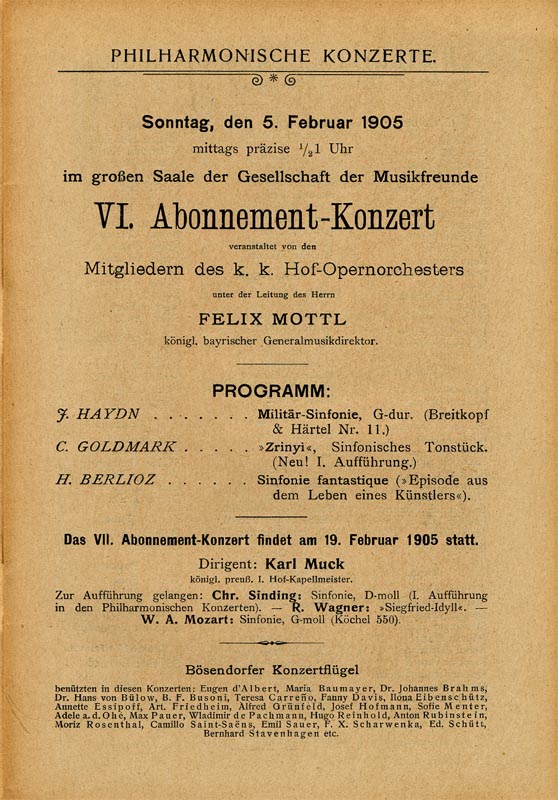 PHILHARMONISCHE KONZERTE.
Sonntag, den 5. Februar 1905
mittags präzise ½1 Uhr
im großen Saale der Gesellschaft der Musikfreunde
VI. Abonnement-Konzert
veranstaltet von den
Mitgliedern des k. k. Hof-Opernorchesters
unter der Leitung des Herrn
FELIX MOTTL
königl. bayrischer Generalmusikdirektor.
PROGRAMM:
J. HAYDN . . . . . . . Militär-Sinfonie, G-dur. (Breitkopf
& Härtel Nr. 11.)
C. GOLDMARK . . . . . »Zrinyi«, Sinfonisches Tonstück.
(Neu! I. Aufführung.)
H. BERLIOZ . . . . . . Sinfonie fantastique (»Episode aus
dem Leben eines Künstlers«).
Das VII. Abonnement-Konzert findet am 19. Februar 1905 statt.
Dirigent: Karl Muck
königl. preuß. I. Hof-Kapellmeister.
Zur Aufführung gelangen: Chr. Sinding: Sinfonie, D-moll (I. Aufführung
in den Philharmonischen Konzerten). — R. Wagner: »Siegfried-Idyll«. —
W. A. Mozart: Sinfonie, G-moll (Köchel 550).
Bösendorfer Konzertflügel
benützten in diesen Konzerten: Eugen d'Albert, Maria Baumayer, Dr. Johannes Brahms,
Dr. Hans von Bülow, B. F. Busoni, Teresa Carreño, Fanny Davis, Ilona Eibenschütz,
Annette Essipoff, Art. Friedheim, Alfred Grünfeld, Josef Hofmann, Sofie Menter,
Adele a. d. Ohe, Max Pauer, Wladimir de Pachmann, Hugo Reinhold, Anton Rubinstein,
Moriz Rosenthal, Camillo Saint-Saëns, Emil Sauer, F. X. Scharwenka, Ed. Schütt,
Bernhard Stavenhagen etc.